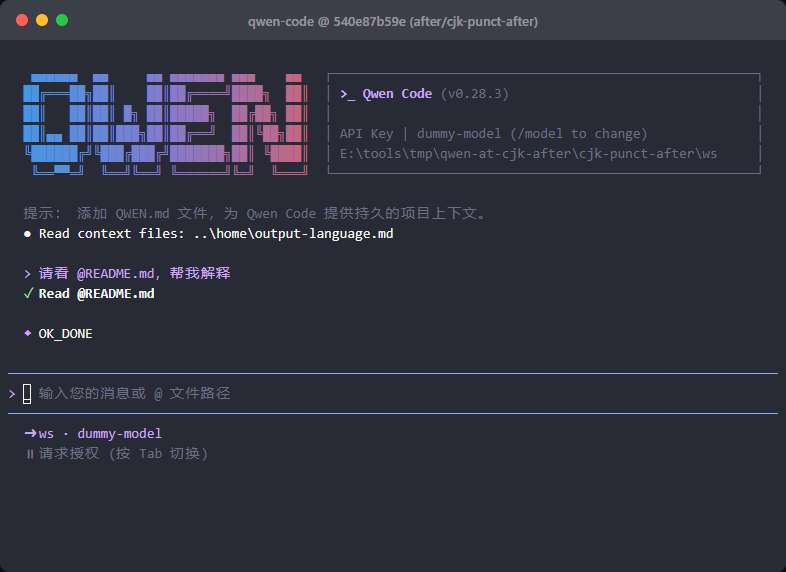 qwen-code @ 540e87b59e (after/cjk-punct-after)
QWEN
>_ Qwen Code (v0.28.3)
API Key | dummy-model (/model to change)
E:\tools\tmp\qwen-at-cjk-after\cjk-punct-after\ws
提示: 添加 QWEN.md 文件，为 Qwen Code 提供持久的项目上下文。
● Read context files: ..\home\output-language.md
> 请看 @README.md，帮我解释
✓ Read @README.md
◆ OK_DONE
> 输入您的消息或 @ 文件路径
➜ws · dummy-model
⏸请求授权 (按 Tab 切换)